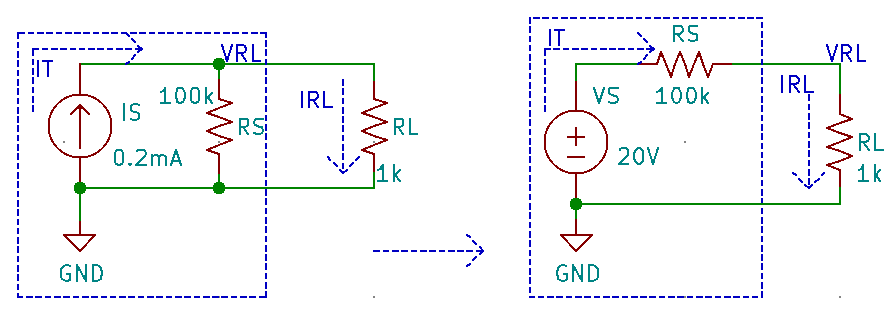 VRL
IT
100k
IS
IRL
RS
RL
0.2mA
1k
GND
RS
IT
VRL
IRL
VS
100k
RL
20V
1k
GND